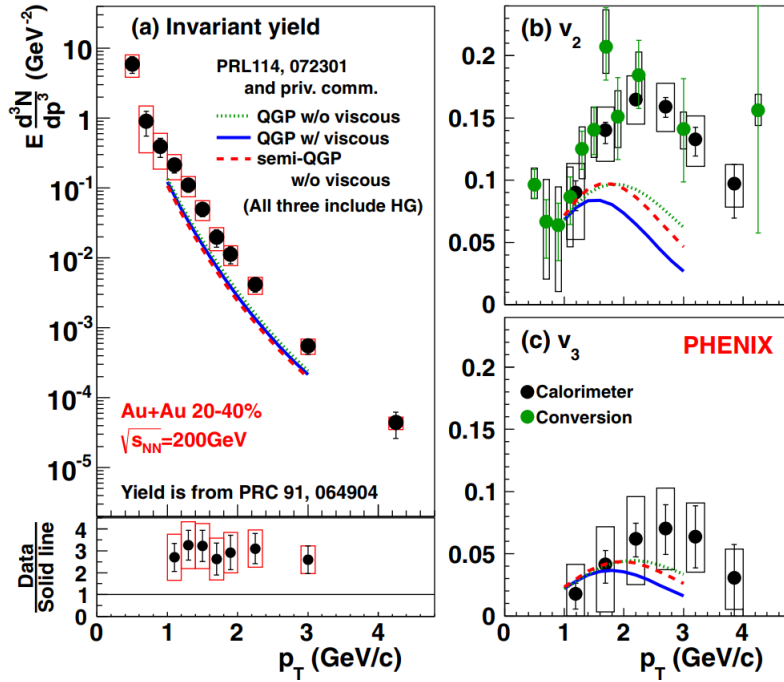 (a) Invariant yield
E d³N/dp³ (GeV⁻²)
10
1
10⁻¹
10⁻²
10⁻³
10⁻⁴
10⁻⁵
PRL114, 072301
and priv. comm.
QGP w/o viscous
QGP w/ viscous
semi-QGP
w/o viscous
(All three include HG)
Au+Au 20-40%
√sNN=200GeV
Yield is from PRC 91, 064904
Data
Solid line
4
3
2
1
0
0 1 2 3 4
pT (GeV/c)
(b) v₂
0.2
0.15
0.1
0.05
0
(c) v₃
PHENIX
Calorimeter
Conversion
0.2
0.15
0.1
0.05
0
0 1 2 3 4
pT (GeV/c)